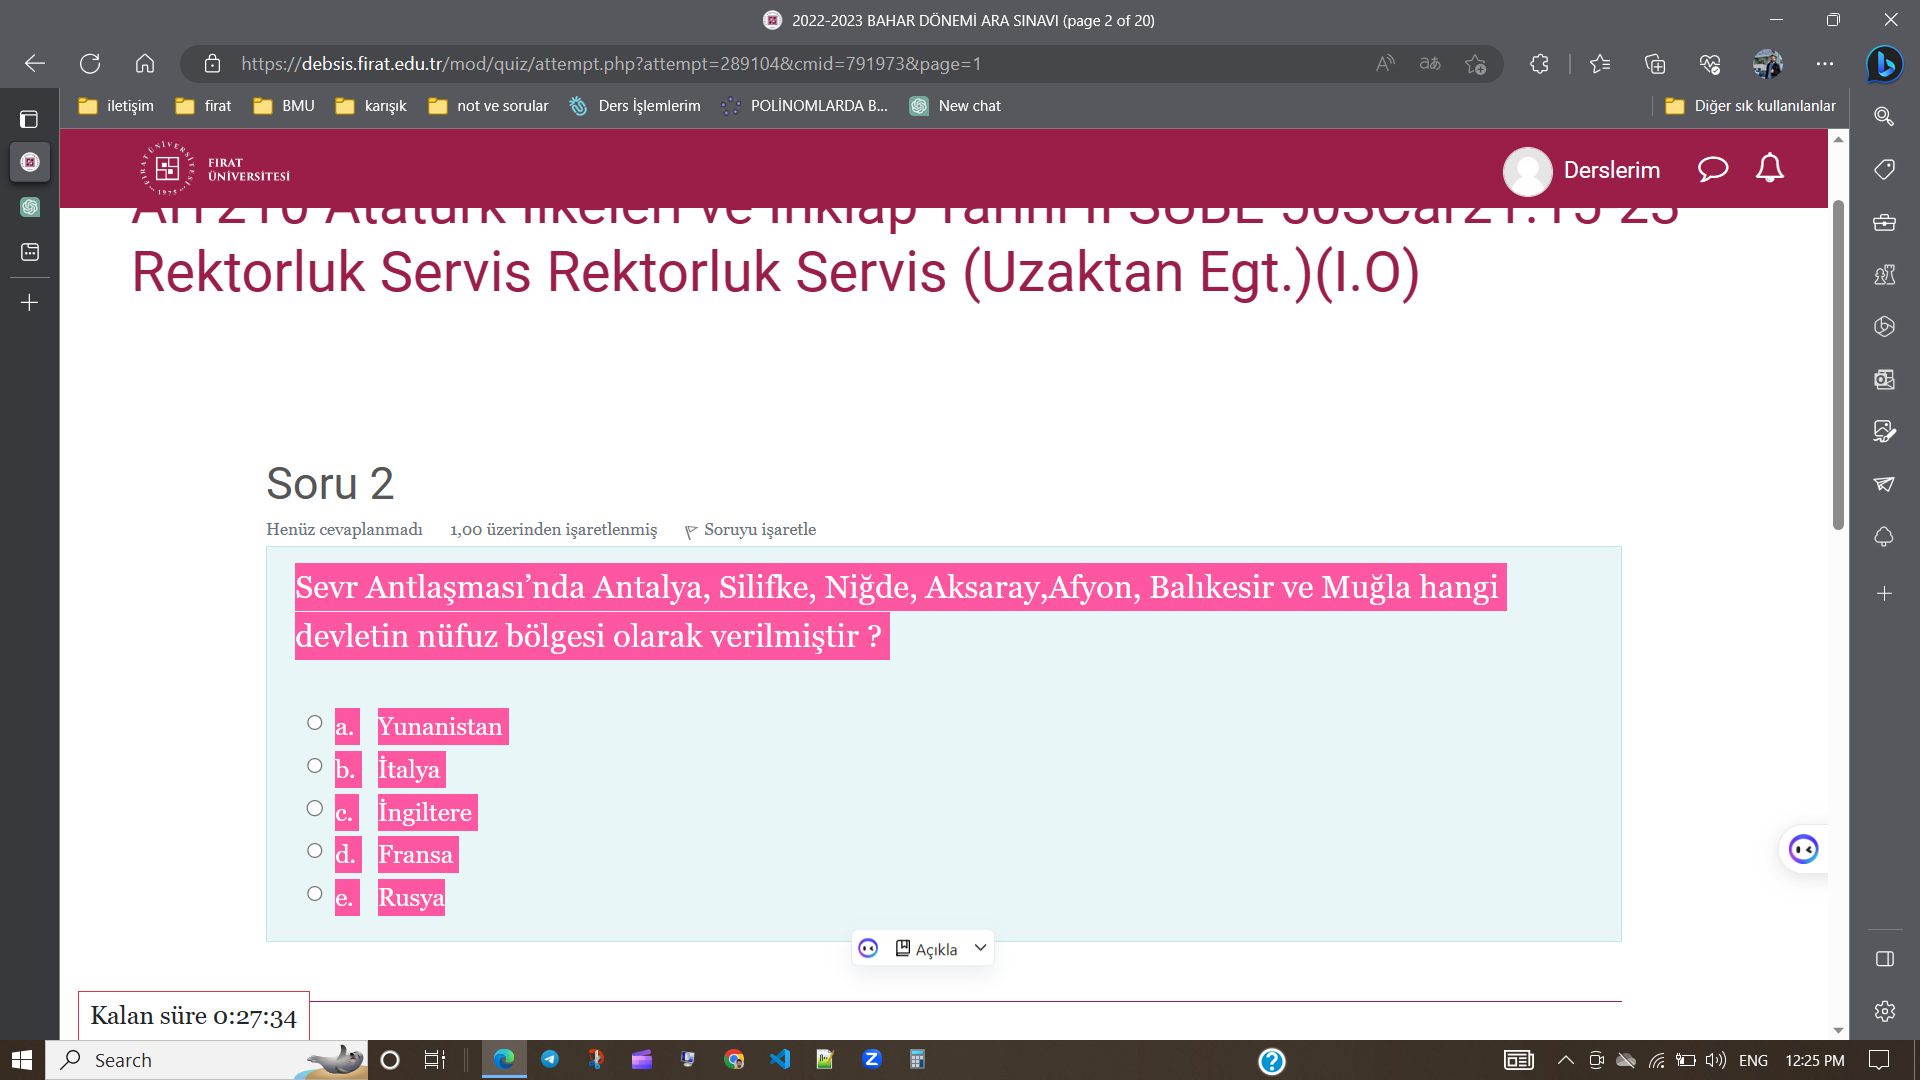 2022-2023 BAHAR DÖNEMİ ARA SINAVI (page 2 of 20)
https://debsis.firat.edu.tr/mod/quiz/attempt.php?attempt=289104&cmid=791973&page=1
iletişim firat BMU karışık not ve sorular Ders İşlemlerim POLİNOMLARDA B... New chat Diğer sık kullanılanlar
FIRAT
ÜNİVERSİTESİ
Derslerim
Rektorluk Servis Rektorluk Servis (Uzaktan Egt.)(I.O)
Soru 2
Henüz cevaplanmadı 1,00 üzerinden işaretlenmiş Soruyu işaretle
Sevr Antlaşması’nda Antalya, Silifke, Niğde, Aksaray,Afyon, Balıkesir ve Muğla hangi
devletin nüfuz bölgesi olarak verilmiştir ?
a. Yunanistan
b. İtalya
c. İngiltere
d. Fransa
e. Rusya
Açıkla
Kalan süre 0:27:34
Search
ENG 12:25 PM